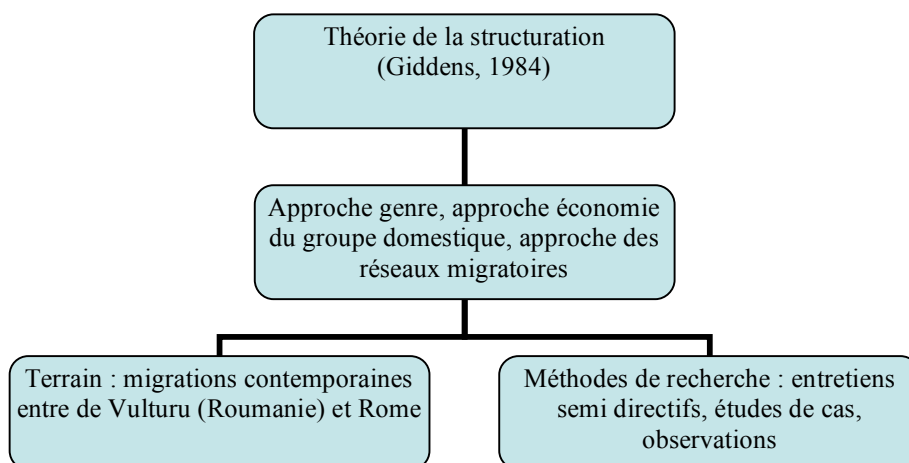 Théorie de la structuration
(Giddens, 1984)
Approche genre, approche économie
du groupe domestique, approche des
réseaux migratoires
Terrain : migrations contemporaines
entre de Vulturu (Roumanie) et Rome
Méthodes de recherche : entretiens
semi directifs, études de cas,
observations